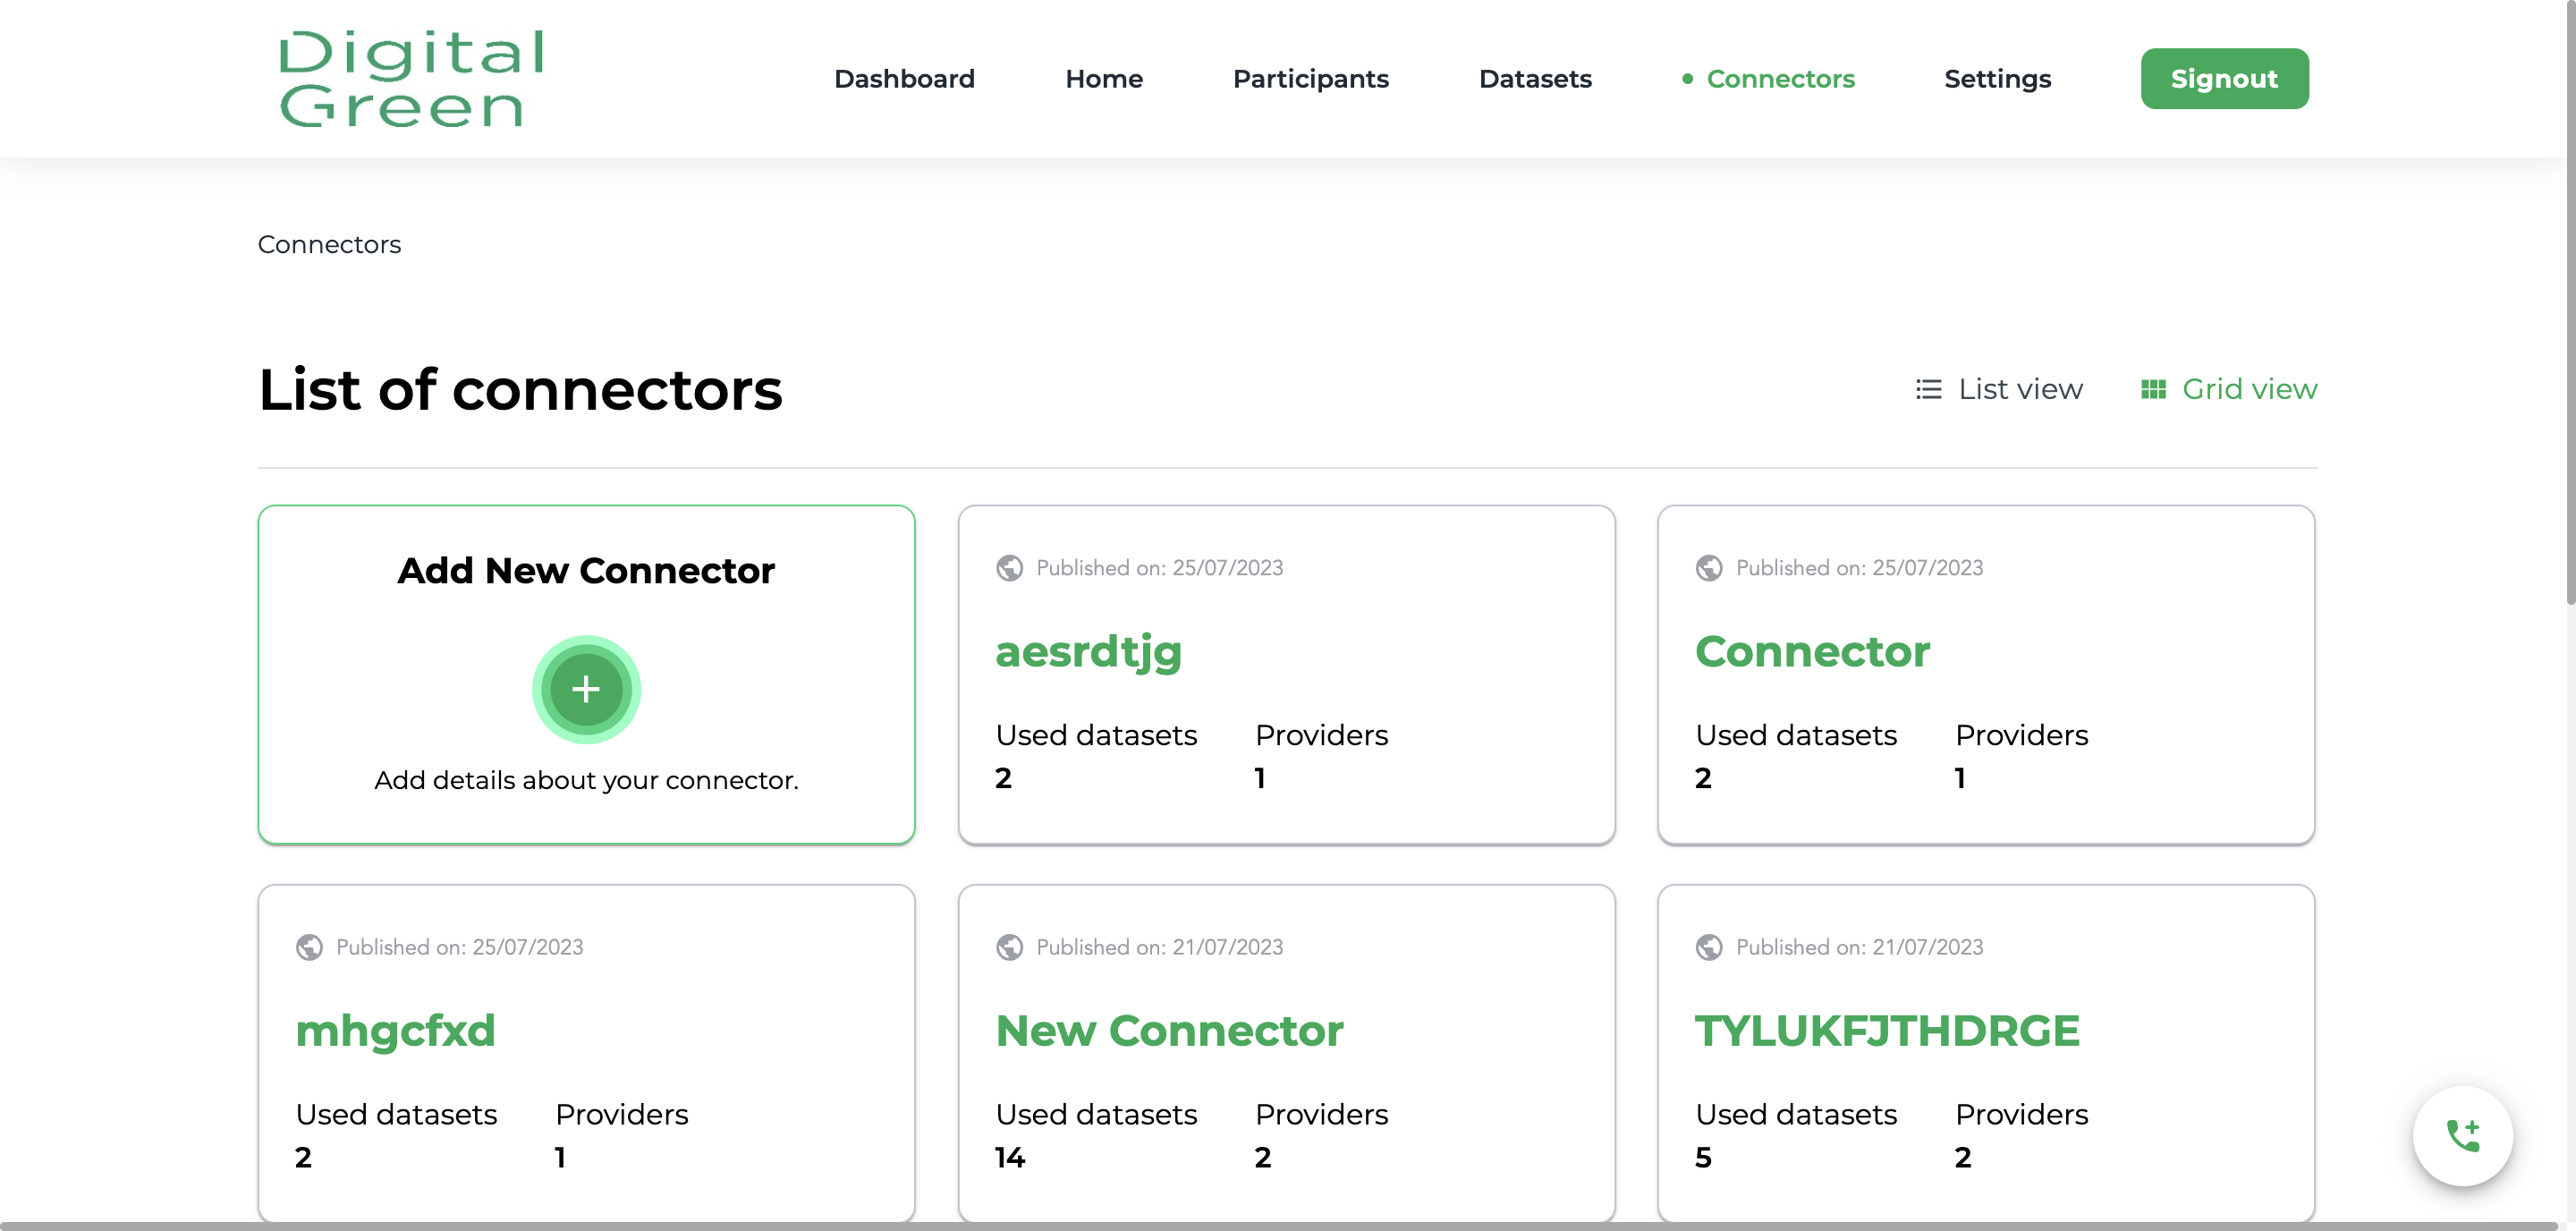 Digital
Green
Dashboard
Home
Participants
Datasets
Connectors
Settings
Signout
Connectors
List of connectors
List view
Grid view
Add New Connector
Add details about your connector.
Published on: 25/07/2023
aesrdtjg
Used datasets
2
Providers
1
Published on: 25/07/2023
Connector
Used datasets
2
Providers
1
Published on: 25/07/2023
mhgcfxd
Used datasets
2
Providers
1
Published on: 21/07/2023
New Connector
Used datasets
14
Providers
2
Published on: 21/07/2023
TYLUKFJTHDRGE
Used datasets
5
Providers
2